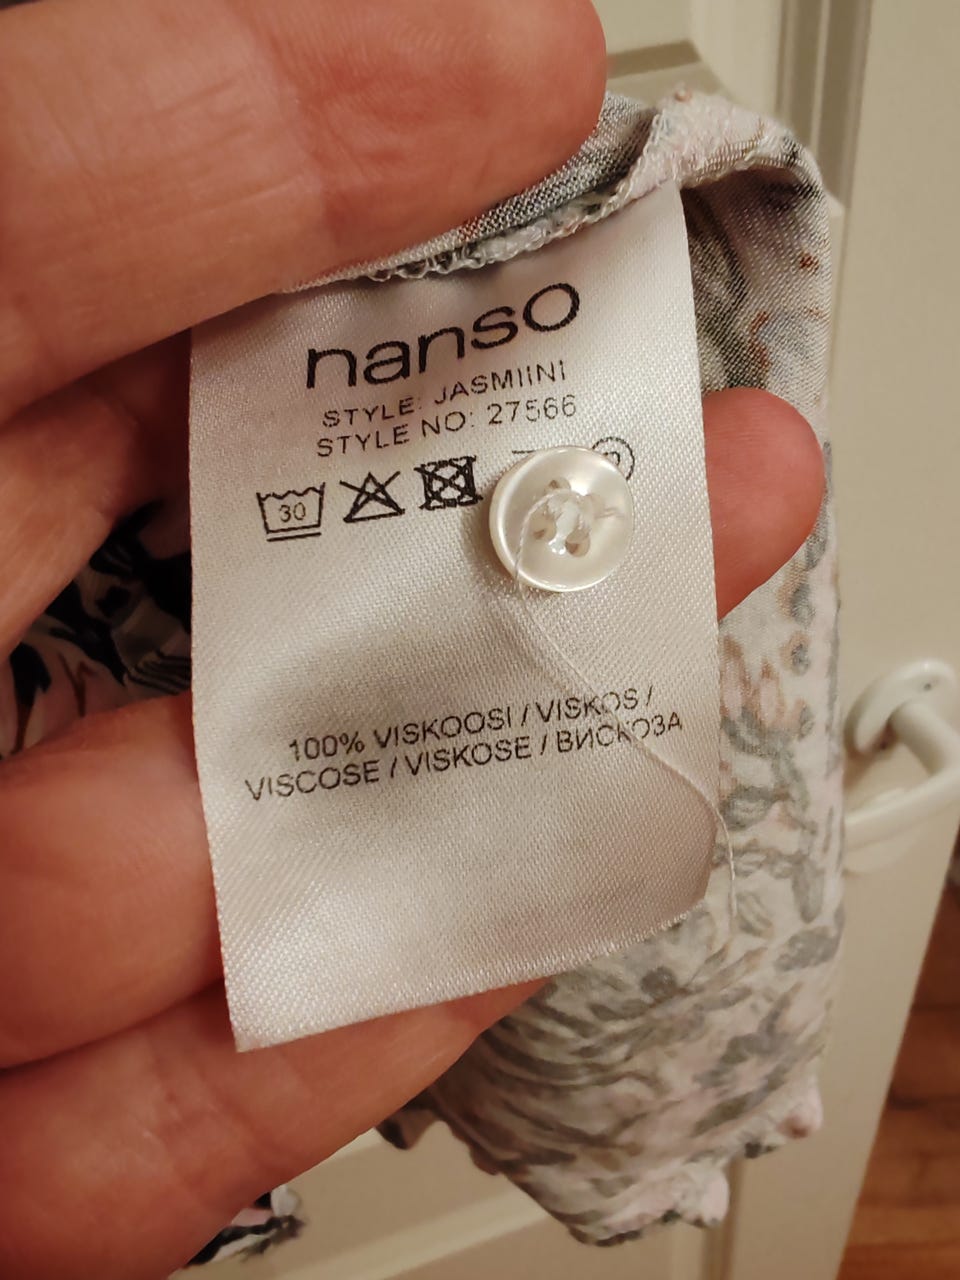 nanso
STYLE: JASMIINI
STYLE NO: 27566
30
100% VISKOOSI / VISKOS /
VISCOSE / VISKOSE / ВИСКОЗА